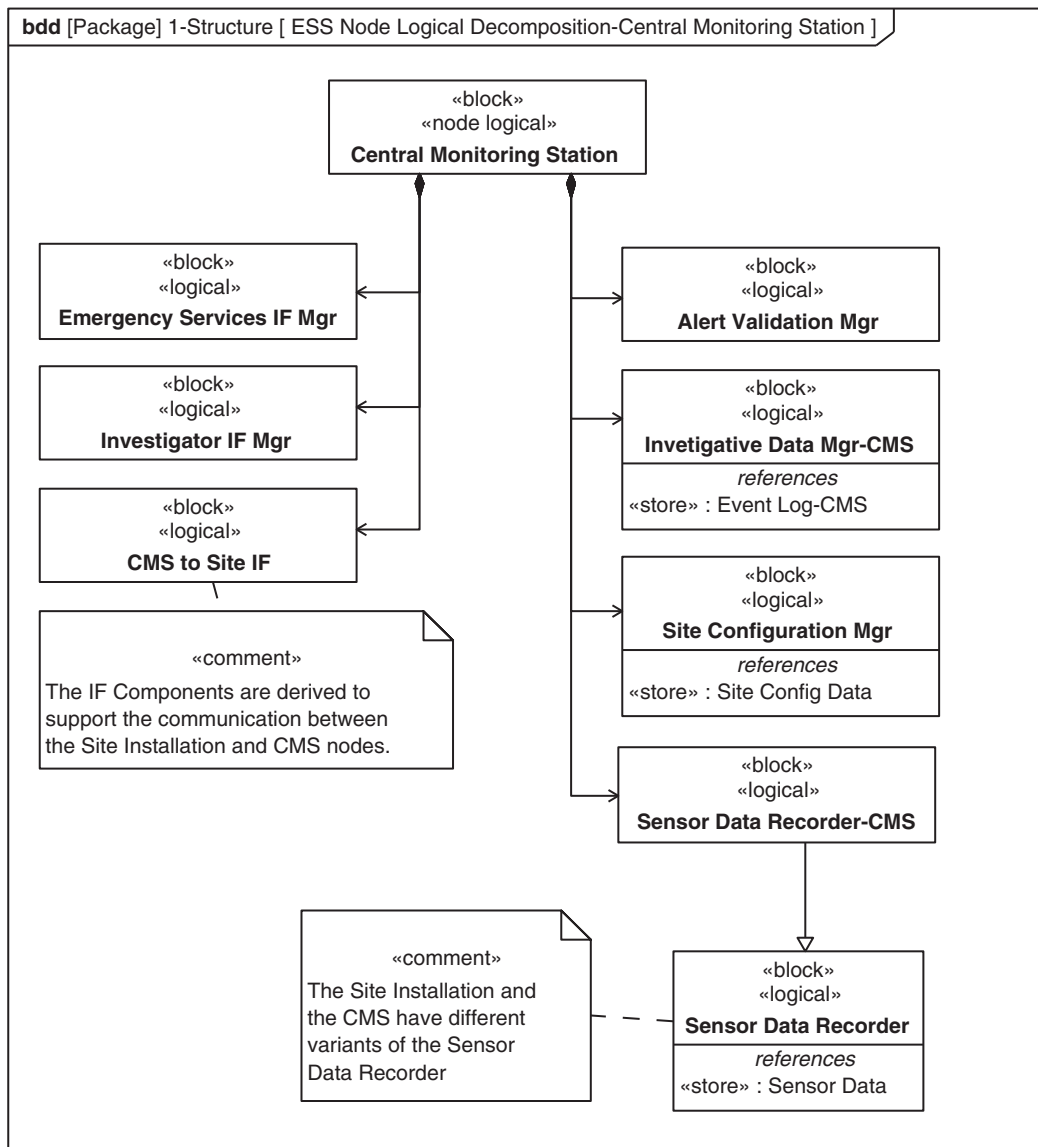 bdd [Package] 1-Structure [ ESS Node Logical Decomposition-Central Monitoring Station ]
«block»
«node logical»
Central Monitoring Station
«block»
«logical»
Emergency Services IF Mgr
«block»
«logical»
Investigator IF Mgr
«block»
«logical»
CMS to Site IF
«comment»
The IF Components are derived to
support the communication between
the Site Installation and CMS nodes.
«block»
«logical»
Alert Validation Mgr
«block»
«logical»
Invetigative Data Mgr-CMS
references
«store» : Event Log-CMS
«block»
«logical»
Site Configuration Mgr
references
«store» : Site Config Data
«block»
«logical»
Sensor Data Recorder-CMS
«comment»
The Site Installation and
the CMS have different
variants of the Sensor
Data Recorder
«block»
«logical»
Sensor Data Recorder
references
«store» : Sensor Data